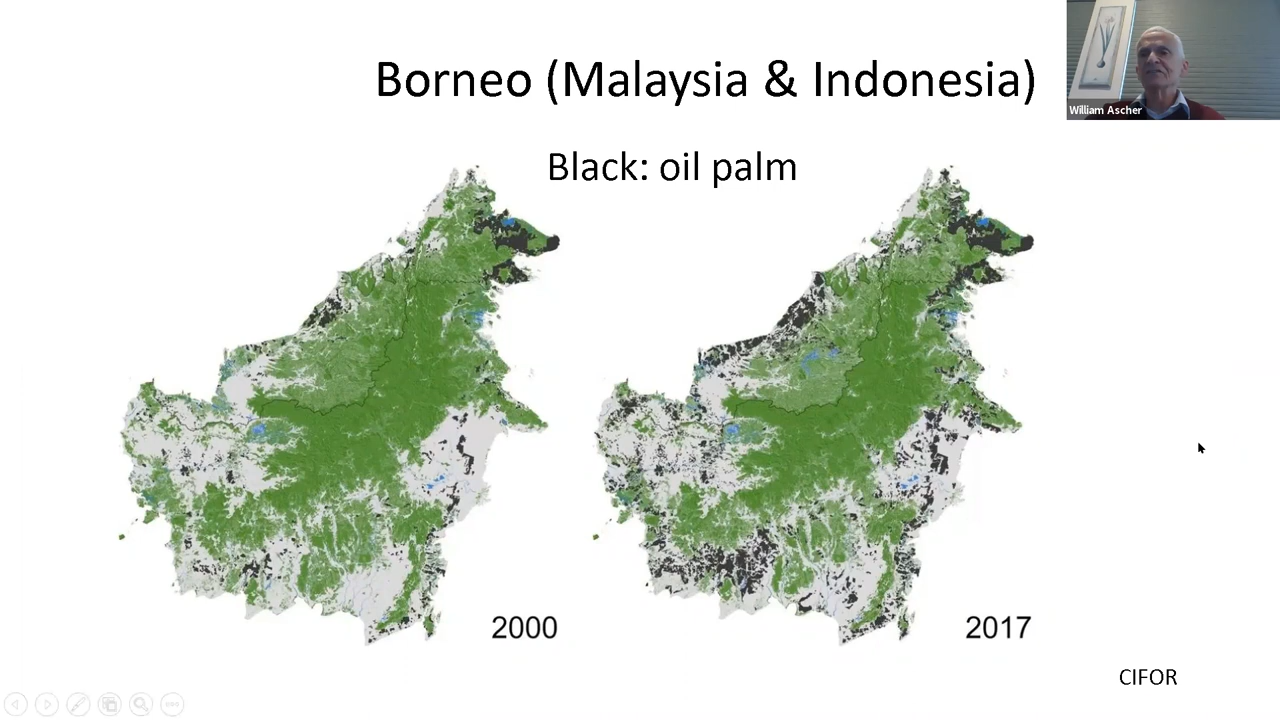 Borneo (Malaysia & Indonesia)
William Ascher
Black: oil palm
2000
2017
CIFOR